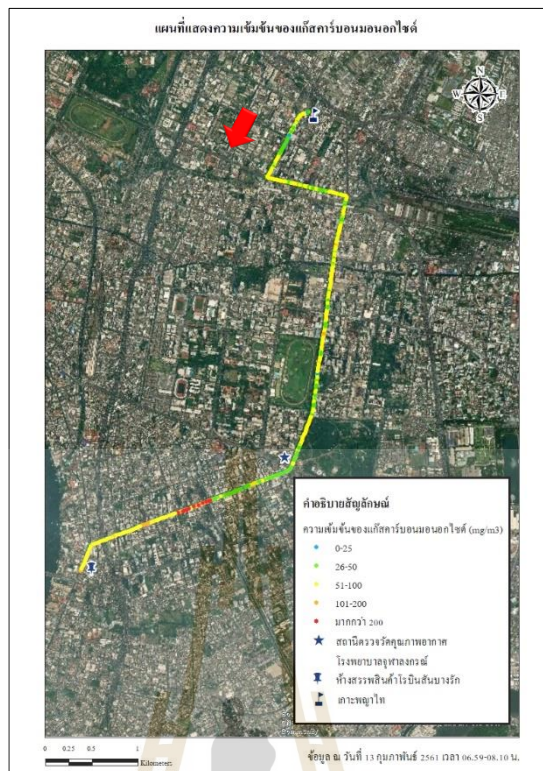 แผนที่แสดงความเข้มข้นของแก๊สคาร์บอนมอนอกไซด์
N
W
E
S
คำอธิบายสัญลักษณ์
ความเข้มข้นของแก๊สคาร์บอนมอนอกไซด์ (mg/m3)
0-25
26-50
51-100
101-200
มากกว่า 200
สถานีตรวจวัดคุณภาพอากาศ
โรงพยาบาลจุฬาลงกรณ์
ห้างสรรพสินค้าโรบินสันบางรัก
เกาะพญาไท
0 0.25 0.5 1
Kilometers
ข้อมูล ณ วันที่ 13 กุมภาพันธ์ 2561 เวลา 06.59-08.10 น.